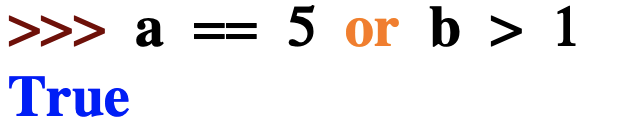 >>> a == 5 or b > 1
True